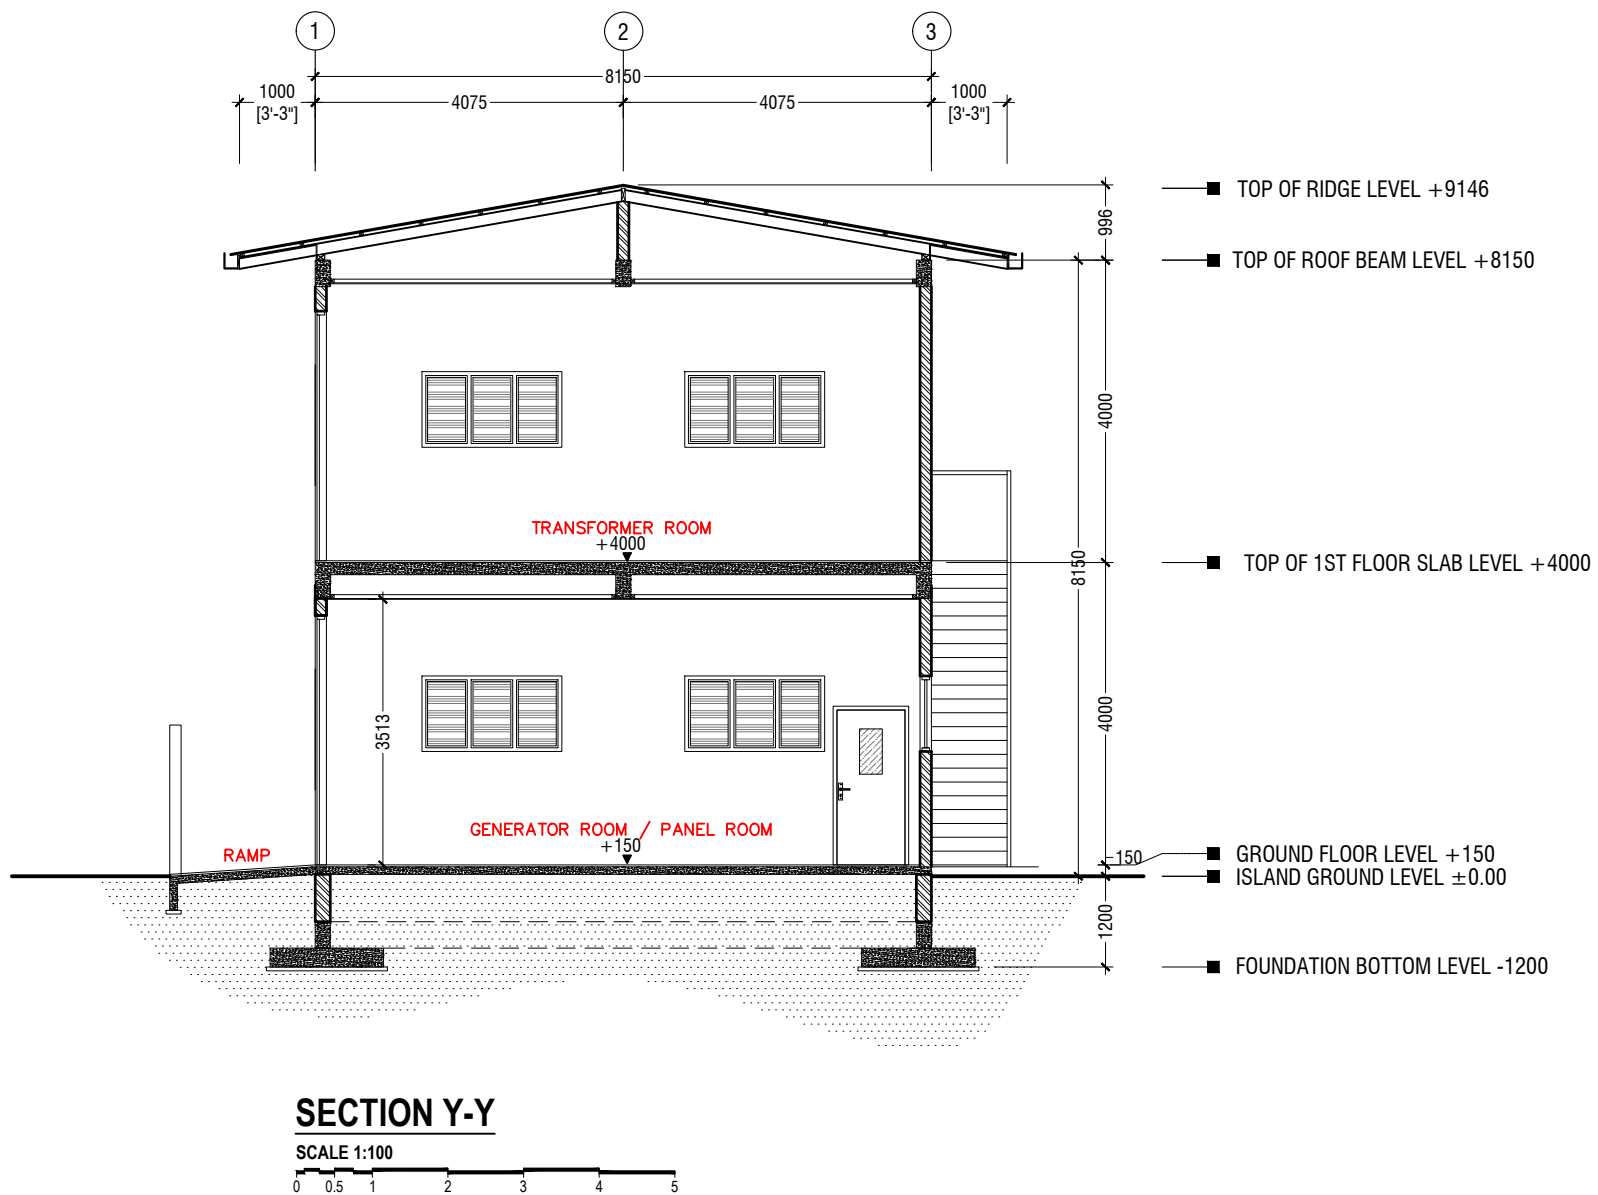 1
2
3
8150
1000
[3'-3"]
4075
4075
1000
[3'-3"]
TOP OF RIDGE LEVEL +9146
996
TOP OF ROOF BEAM LEVEL +8150
4000
TRANSFORMER ROOM
+4000
TOP OF 1ST FLOOR SLAB LEVEL +4000
8150
3513
4000
GENERATOR ROOM / PANEL ROOM
+150
RAMP
150
GROUND FLOOR LEVEL +150
ISLAND GROUND LEVEL ±0.00
1200
FOUNDATION BOTTOM LEVEL -1200
SECTION Y-Y
SCALE 1:100
0 0.5 1 2 3 4 5